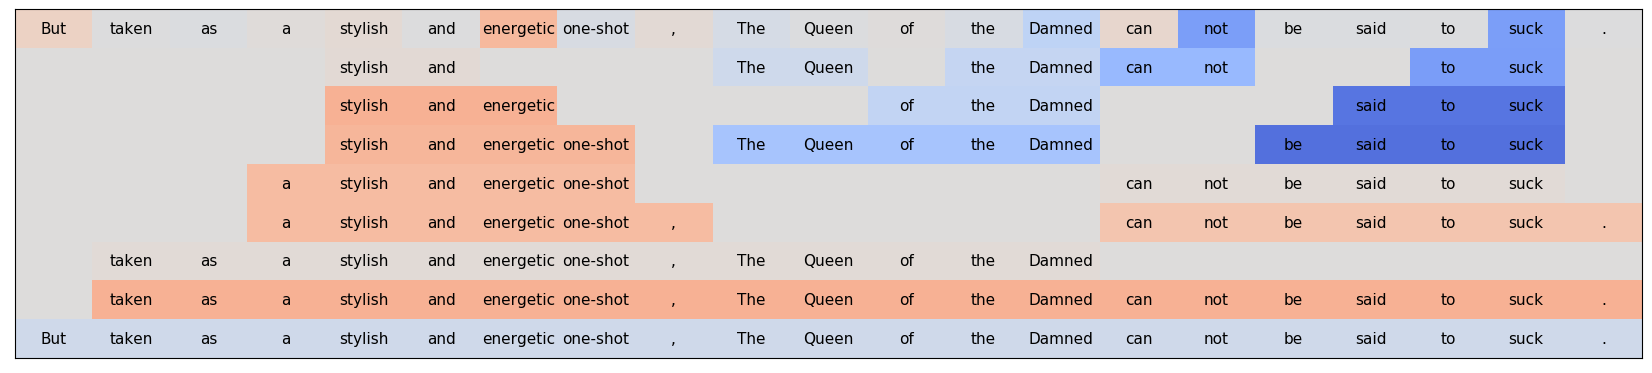 But taken as a stylish and energetic one-shot , The Queen of the Damned can not be said to suck .
stylish and The Queen the Damned can not to suck
stylish and energetic of the Damned said to suck
stylish and energetic one-shot The Queen of the Damned be said to suck
a stylish and energetic one-shot can not be said to suck
a stylish and energetic one-shot , can not be said to suck .
taken as a stylish and energetic one-shot , The Queen of the Damned
taken as a stylish and energetic one-shot , The Queen of the Damned can not be said to suck .
But taken as a stylish and energetic one-shot , The Queen of the Damned can not be said to suck .